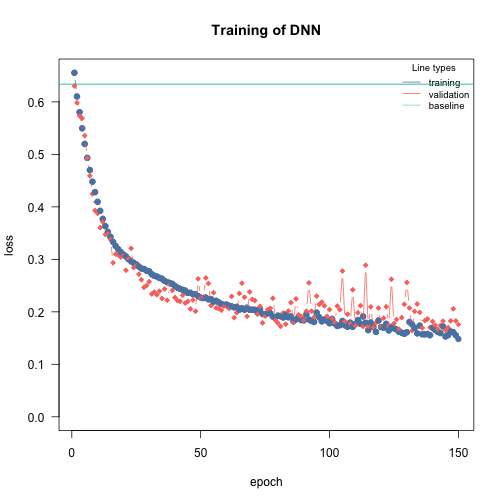 Training of DNN
Line types
training
validation
baseline
loss
0.6
0.5
0.4
0.3
0.2
0.1
0.0
0
50
100
150
epoch